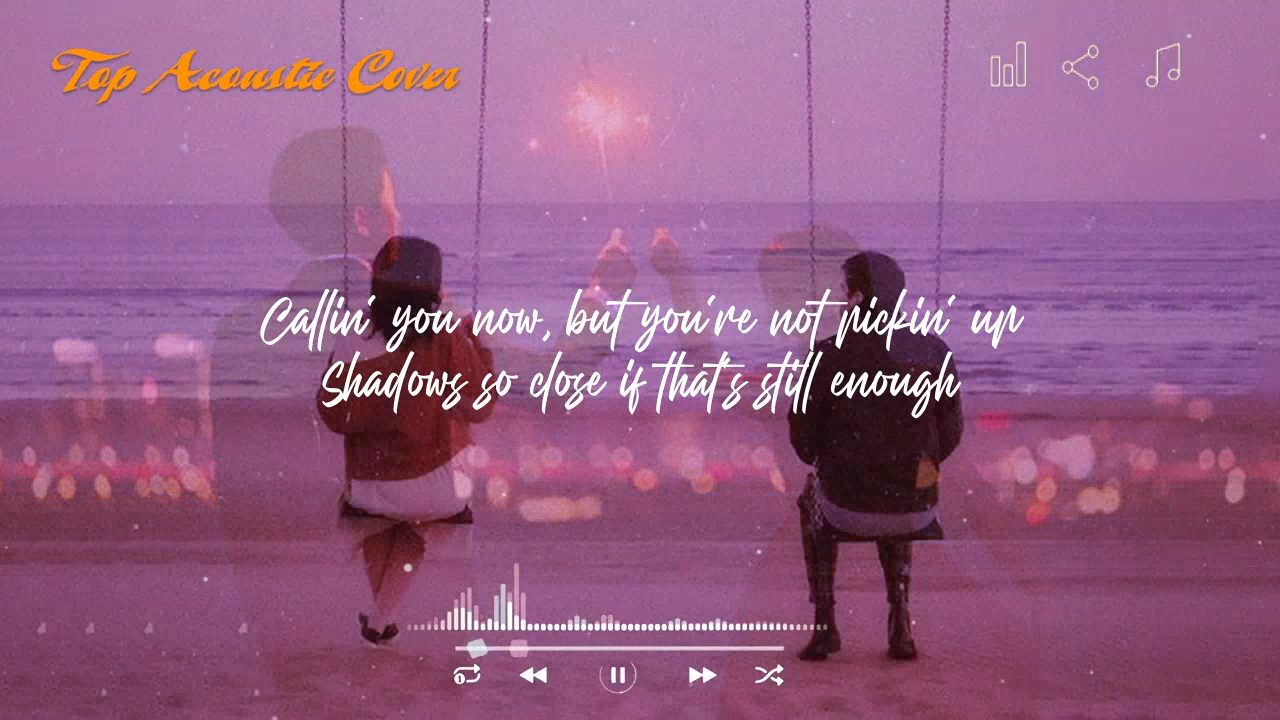 Top Acoustic Cover
Callin' you now, but you're not pickin' up
Shadows so close if that's still enough
1